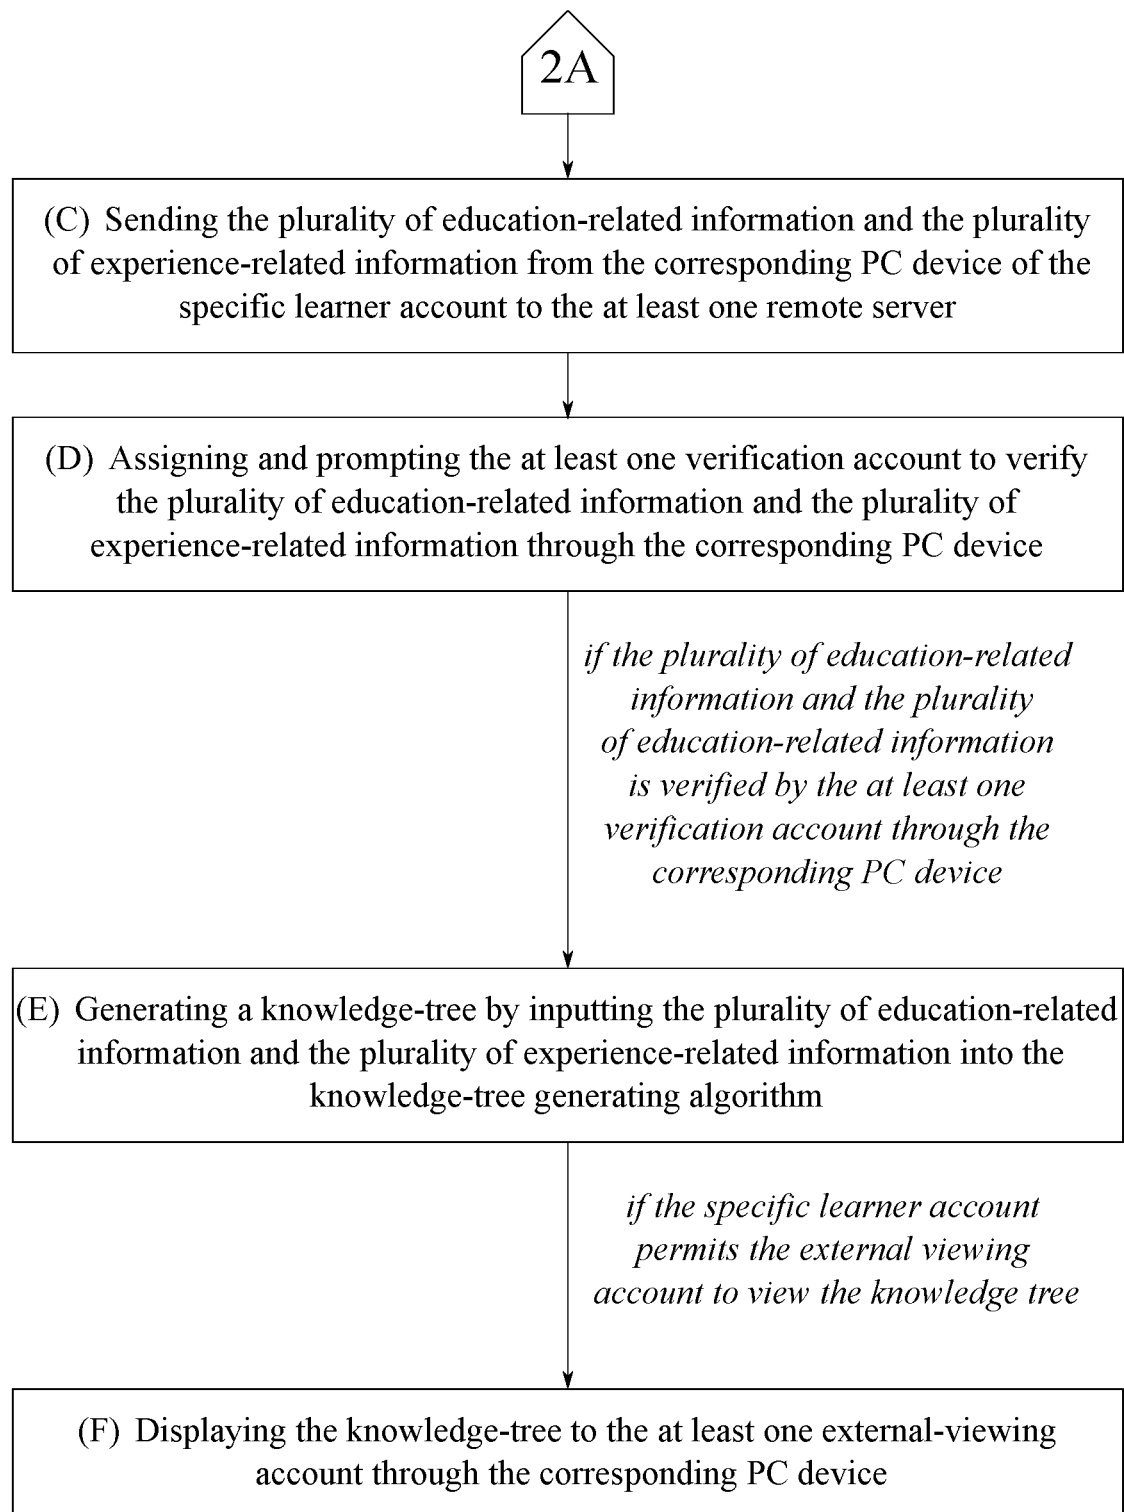 2A
(C) Sending the plurality of education-related information and the plurality
of experience-related information from the corresponding PC device of the
specific learner account to the at least one remote server
(D) Assigning and prompting the at least one verification account to verify
the plurality of education-related information and the plurality of
experience-related information through the corresponding PC device
if the plurality of education-related
information and the plurality
of education-related information
is verified by the at least one
verification account through the
corresponding PC device
(E) Generating a knowledge-tree by inputting the plurality of education-related
information and the plurality of experience-related information into the
knowledge-tree generating algorithm
if the specific learner account
permits the external viewing
account to view the knowledge tree
(F) Displaying the knowledge-tree to the at least one external-viewing
account through the corresponding PC device